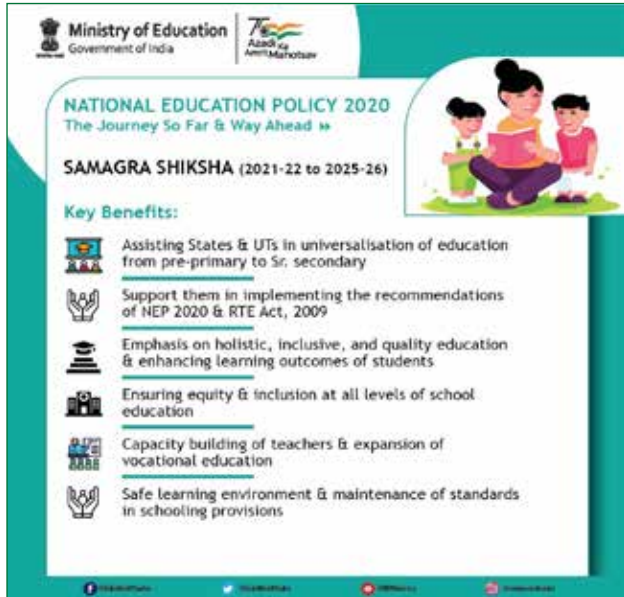 Ministry of Education
Government of India
Azadi Ka
Amrit Mahotsav
NATIONAL EDUCATION POLICY 2020
The Journey So Far & Way Ahead »
SAMAGRA SHIKSHA (2021-22 to 2025-26)
Key Benefits:
Assisting States & UTs in universalisation of education
from pre-primary to Sr. secondary
Support them in implementing the recommendations
of NEP 2020 & RTE Act, 2009
Emphasis on holistic, inclusive, and quality education
& enhancing learning outcomes of students
Ensuring equity & inclusion at all levels of school
education
Capacity building of teachers & expansion of
vocational education
Safe learning environment & maintenance of standards
in schooling provisions